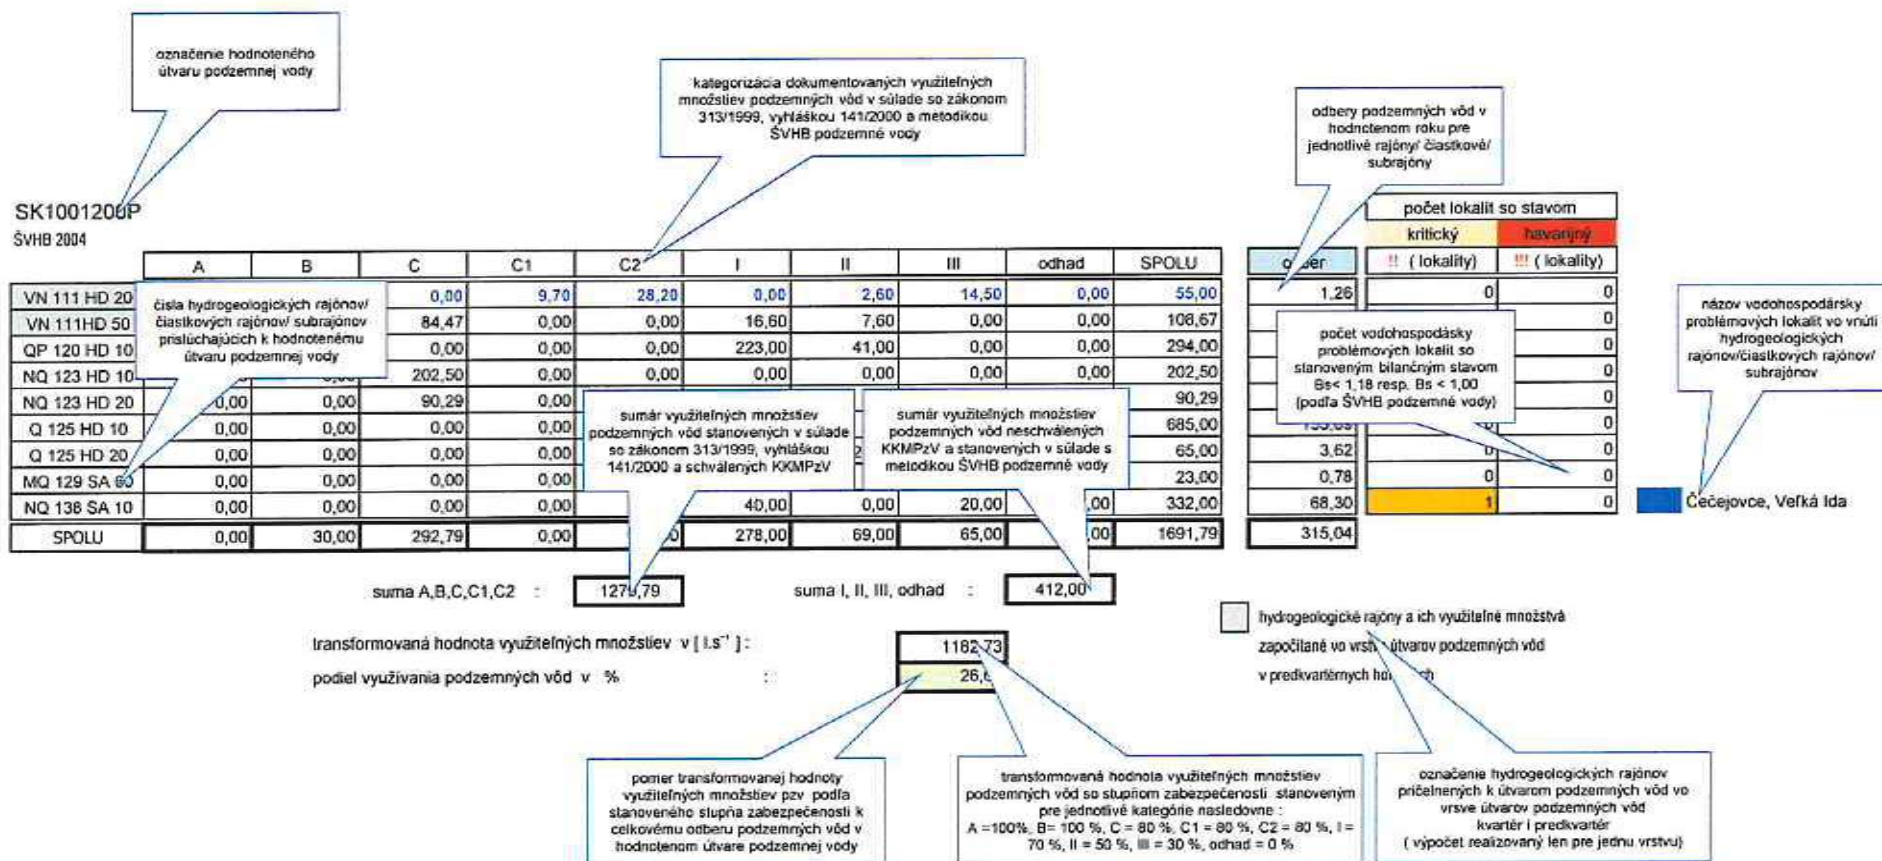 označenie hodnoteného
útvaru podzemnej vody
kategorizácia dokumentovaných využiteľných
množstiev podzemných vôd v súlade so zákonom
313/1999, vyhláškou 141/2000 a metodikou
ŠVHB podzemné vody
odbery podzemných vôd v
hodnotenom roku pre
jednotlivé rajóny/ čiastkové/
subrajóny
SK1001200P
ŠVHB 2004
počet lokalit so stavom
kritický havarijný
A B C C1 C2 I II III odhad SPOLU odber !! ( lokality) !!! ( lokality)
VN 111 HD 20 0,00 9,70 28,20 0,00 2,60 14,50 0,00 55,00 1,26 0 0
VN 111HD 50 84,47 0,00 0,00 16,60 7,60 0,00 0,00 108,67 0
QP 120 HD 10 0,00 0,00 0,00 223,00 41,00 0,00 0,00 294,00 0
NQ 123 HD 10 202,50 0,00 0,00 0,00 0,00 0,00 0,00 202,50 0
NQ 123 HD 20 0,00 0,00 90,29 0,00 90,29 0
Q 125 HD 10 0,00 0,00 0,00 0,00 685,00 0
Q 125 HD 20 0,00 0,00 0,00 0,00 65,00 3,62 0 0
MQ 129 SA 60 0,00 0,00 0,00 0,00 23,00 0,78 0 0
NQ 138 SA 10 0,00 0,00 0,00 0,00 40,00 0,00 20,00 ,00 332,00 68,30 1 0
SPOLU 0,00 30,00 292,79 0,00 278,00 69,00 65,00 ,00 1691,79 315,04
čísla hydrogeologických rajónov/
čiastkových rajónov/ subrajónov
prislúchajúcich k hodnotenému
útvaru podzemnej vody
sumár využiteľných množstiev
podzemných vôd stanovených v súlade
so zákonom 313/1999, vyhláškou
141/2000 a schválených KKMPzV
sumár využiteľných množstiev
podzemných vôd neschválených
KKMPzV a stanovených v súlade s
metodikou ŠVHB podzemné vody
počet vodohospodásky
problémových lokalit so
stanoveným bilančným stavom
Bs< 1,18 resp. Bs < 1,00
(podľa ŠVHB podzemné vody)
názov vodohospodársky
problémových lokalit vo vnútri
hydrogeologických
rajónov/čiastkových rajónov/
subrajónov
Čečejovce, Veľká Ida
suma A,B,C,C1,C2 : 1279,79 suma I, II, III, odhad : 412,00
transformovaná hodnota využiteľných množstiev v [ l.s⁻¹ ] : 1182,73
podiel využívania podzemných vôd v % : 26,6
hydrogeologické rajóny a ich využiteľné množstvá
započítané vo vrstve útvarov podzemných vôd
v predkvartérnych
pomer transformovanej hodnoty
využiteľných množstiev pzv podľa
stanoveného stupňa zabezpečenosti k
celkovému odberu podzemných vôd v
hodnotenom útvare podzemnej vody
transformovaná hodnota využiteľných množstiev
podzemných vôd so stupňom zabezpečenosti stanoveným
pre jednotlivé kategórie nasledovne :
A =100%, B= 100 %, C = 80 %, C1 = 80 %, C2 = 80 %, I =
70 %, II = 50 %, III = 30 %, odhad = 0 %
označenie hydrogeologických rajónov
pričelnených k útvarom podzemných vôd vo
vrsve útvarov podzemných vôd
kvartér i predkvartér
( výpočet realizovaný len pre jednu vrstvu)